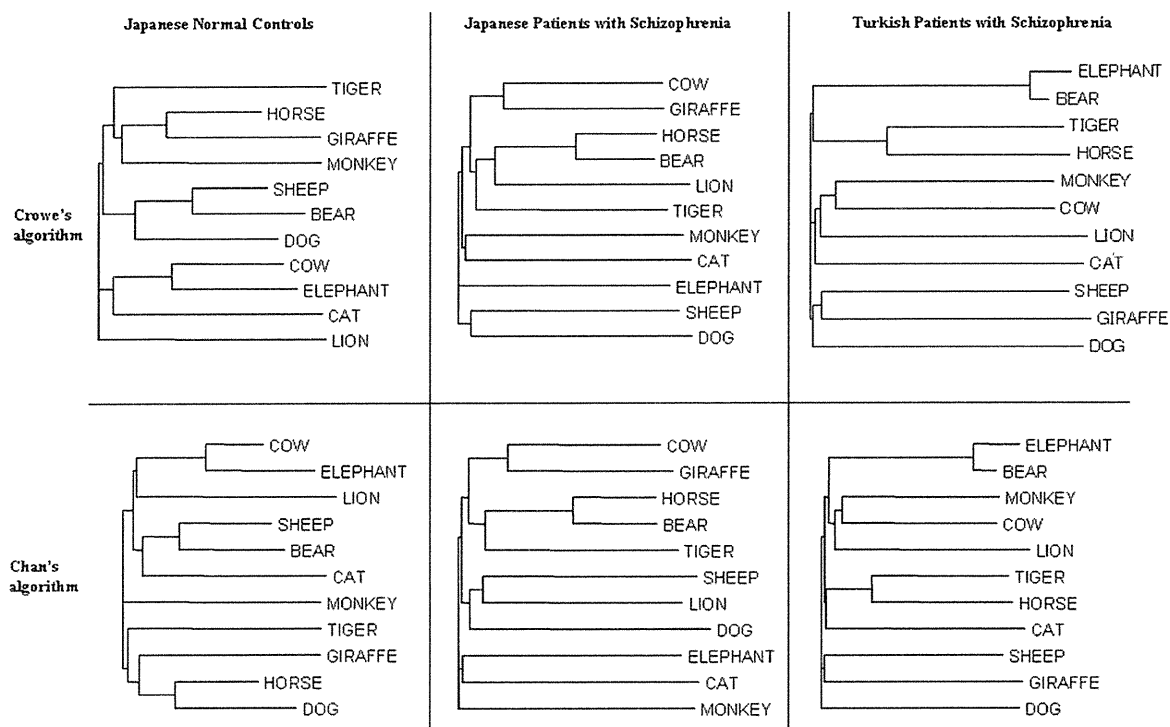 Japanese Normal Controls
Japanese Patients with Schizophrenia
Turkish Patients with Schizophrenia
Crowe's
algorithm
TIGER
HORSE
GIRAFFE
MONKEY
SHEEP
BEAR
DOG
COW
ELEPHANT
CAT
LION
COW
GIRAFFE
HORSE
BEAR
LION
TIGER
MONKEY
CAT
ELEPHANT
SHEEP
DOG
ELEPHANT
BEAR
TIGER
HORSE
MONKEY
COW
LION
CAT
SHEEP
GIRAFFE
DOG
Chan's
algorithm
COW
ELEPHANT
LION
SHEEP
BEAR
CAT
MONKEY
TIGER
GIRAFFE
HORSE
DOG
COW
GIRAFFE
HORSE
BEAR
TIGER
SHEEP
LION
DOG
ELEPHANT
CAT
MONKEY
ELEPHANT
BEAR
MONKEY
COW
LION
TIGER
HORSE
CAT
SHEEP
GIRAFFE
DOG